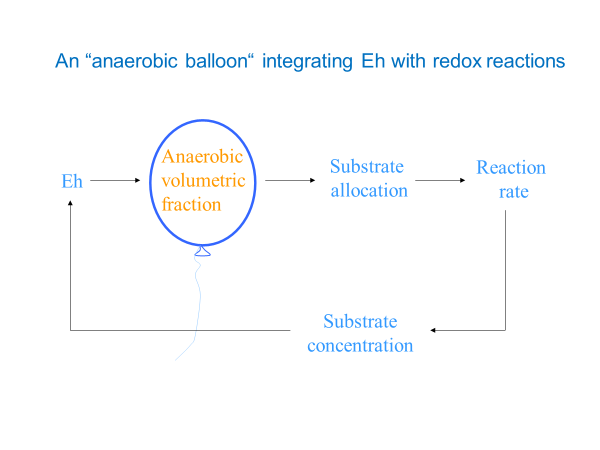 An “anaerobic balloon“ integrating Eh with redox reactions
Eh
Anaerobic
volumetric
fraction
Substrate
allocation
Reaction
rate
Substrate
concentration